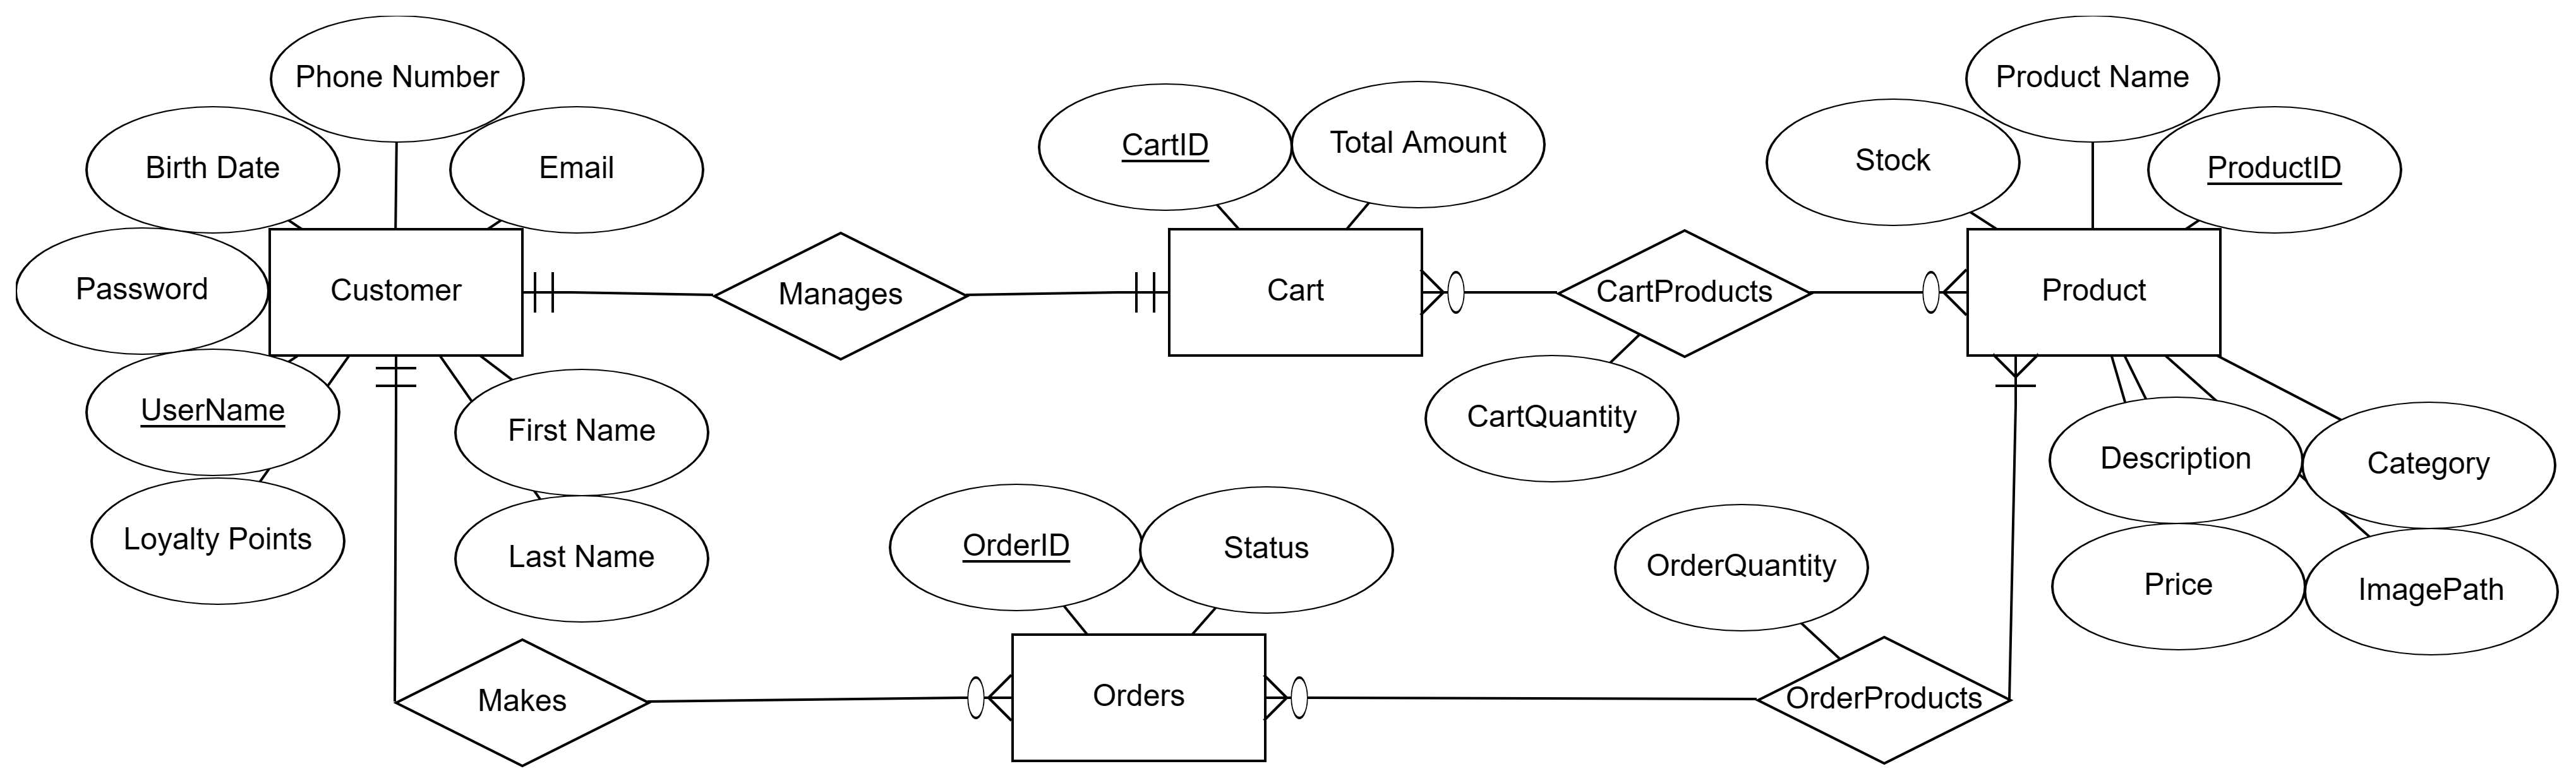 Phone Number
Birth Date
Email
Password
Customer
UserName
First Name
Loyalty Points
Last Name
Manages
CartID
Total Amount
Cart
CartProducts
CartQuantity
Product Name
Stock
ProductID
Product
Description
Category
Price
ImagePath
OrderID
Status
OrderQuantity
Makes
Orders
OrderProducts